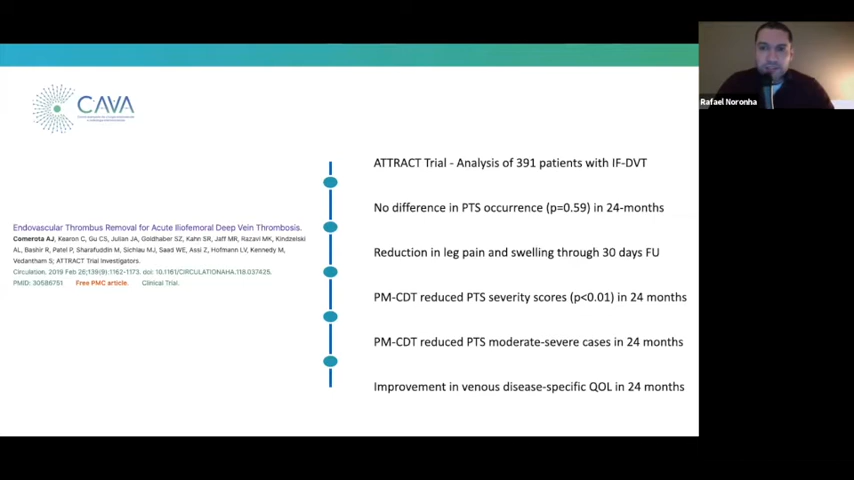 CAVA
Endovascular Thrombus Removal for Acute Iliofemoral Deep Vein Thrombosis.
Comerota AJ, Kearon C, Gu CS, Julian JA, Goldhaber SZ, Kahn SR, Jaff MR, Razavi MK, Kindzelski
AL, Bashir R, Patel P, Sharafuddin M, Sichlau MJ, Saad WE, Assi Z, Hofmann LV, Kennedy M,
Vedantham S; ATTRACT Trial Investigators.
Circulation. 2019 Feb 26;139(9):1162-1173. doi: 10.1161/CIRCULATIONAHA.118.037425.
PMID: 30586751 Free PMC article. Clinical Trial.
ATTRACT Trial - Analysis of 391 patients with IF-DVT
No difference in PTS occurrence (p=0.59) in 24-months
Reduction in leg pain and swelling through 30 days FU
PM-CDT reduced PTS severity scores (p<0.01) in 24 months
PM-CDT reduced PTS moderate-severe cases in 24 months
Improvement in venous disease-specific QOL in 24 months
Rafael Noronha